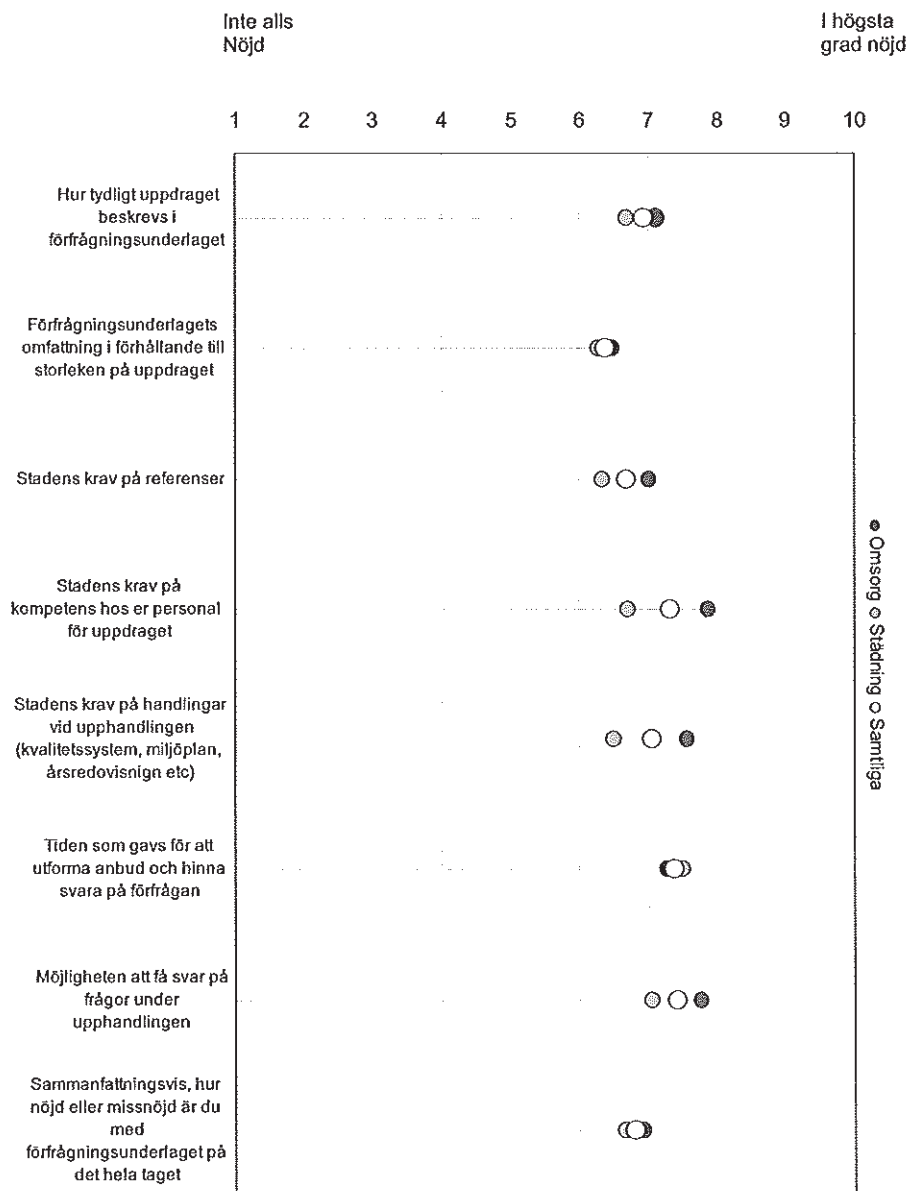 Inte alls
Nöjd
I högsta
grad nöjd
1 2 3 4 5 6 7 8 9 10
Hur tydligt uppdraget
beskrevs i
förfrågningsunderlaget
Förfrågningsunderlagets
omfattning i förhållande till
storleken på uppdraget
Stadens krav på referenser
Stadens krav på
kompetens hos er personal
för uppdraget
Stadens krav på handlingar
vid upphandlingen
(kvalitetssystem, miljöplan,
årsredovisnign etc)
Tiden som gavs för att
utforma anbud och hinna
svara på förfrågan
Möjligheten att få svar på
frågor under
upphandlingen
Sammanfattningsvis, hur
nöjd eller missnöjd är du
med
förfrågningsunderlaget på
det hela taget
Omsorg Städning Samtliga